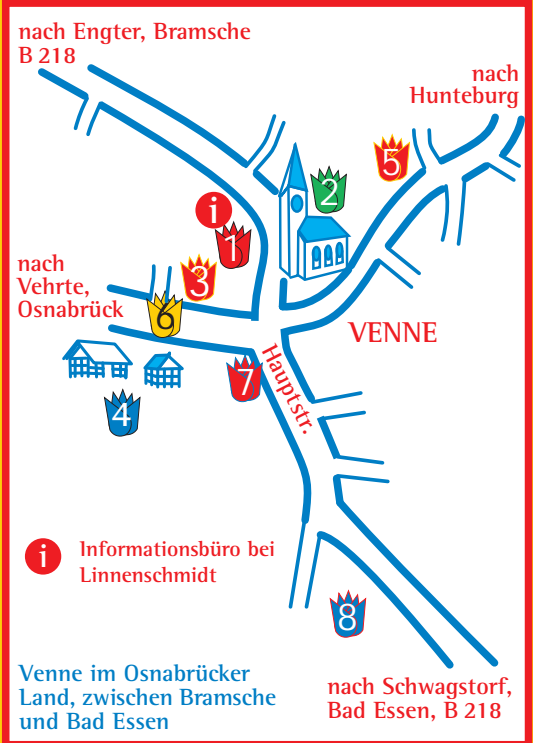 nach Engter, Bramsche
B 218
nach
Hunteburg
5
2
i
1
nach
Vehrte,
Osnabrück
3
6
VENNE
Hauptstr.
7
4
i
Informationsbüro bei
Linnenschmidt
8
Venne im Osnabrücker
Land, zwischen Bramsche
und Bad Essen
nach Schwagstorf,
Bad Essen, B 218